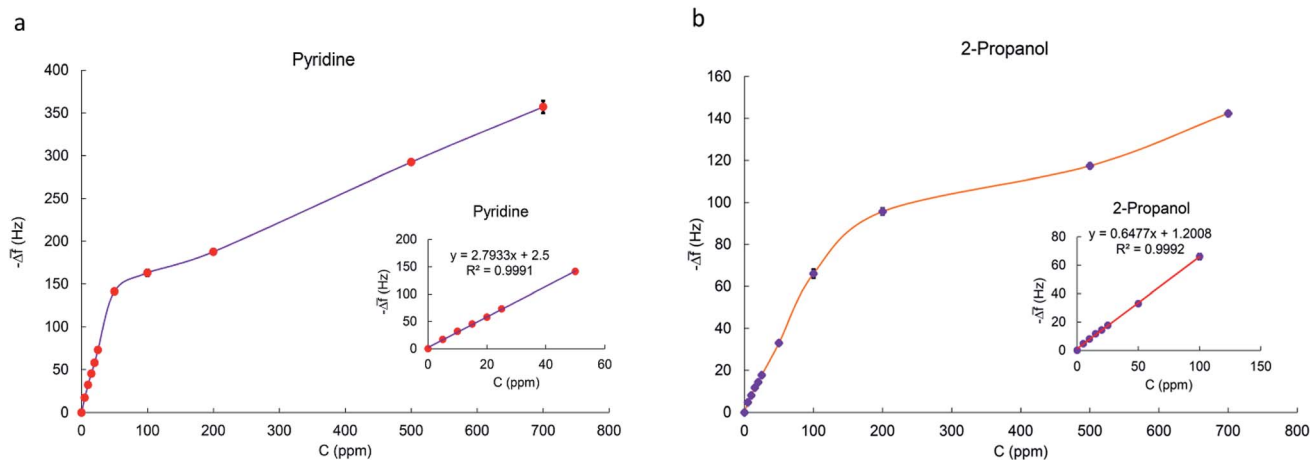 a
Pyridine
400
350
300
250
200
150
100
50
0
-Δf̅ (Hz)
0 100 200 300 400 500 600 700 800
C (ppm)
Pyridine
y = 2.7933x + 2.5
R² = 0.9991
200
150
100
50
0
-Δf̅ (Hz)
0 20 40 60
C (ppm)
b
2-Propanol
160
140
120
100
80
60
40
20
0
-Δf̅ (Hz)
0 100 200 300 400 500 600 700 800
C (ppm)
2-Propanol
y = 0.6477x + 1.2008
R² = 0.9992
80
60
40
20
0
-Δf̅ (Hz)
0 50 100 150
C (ppm)